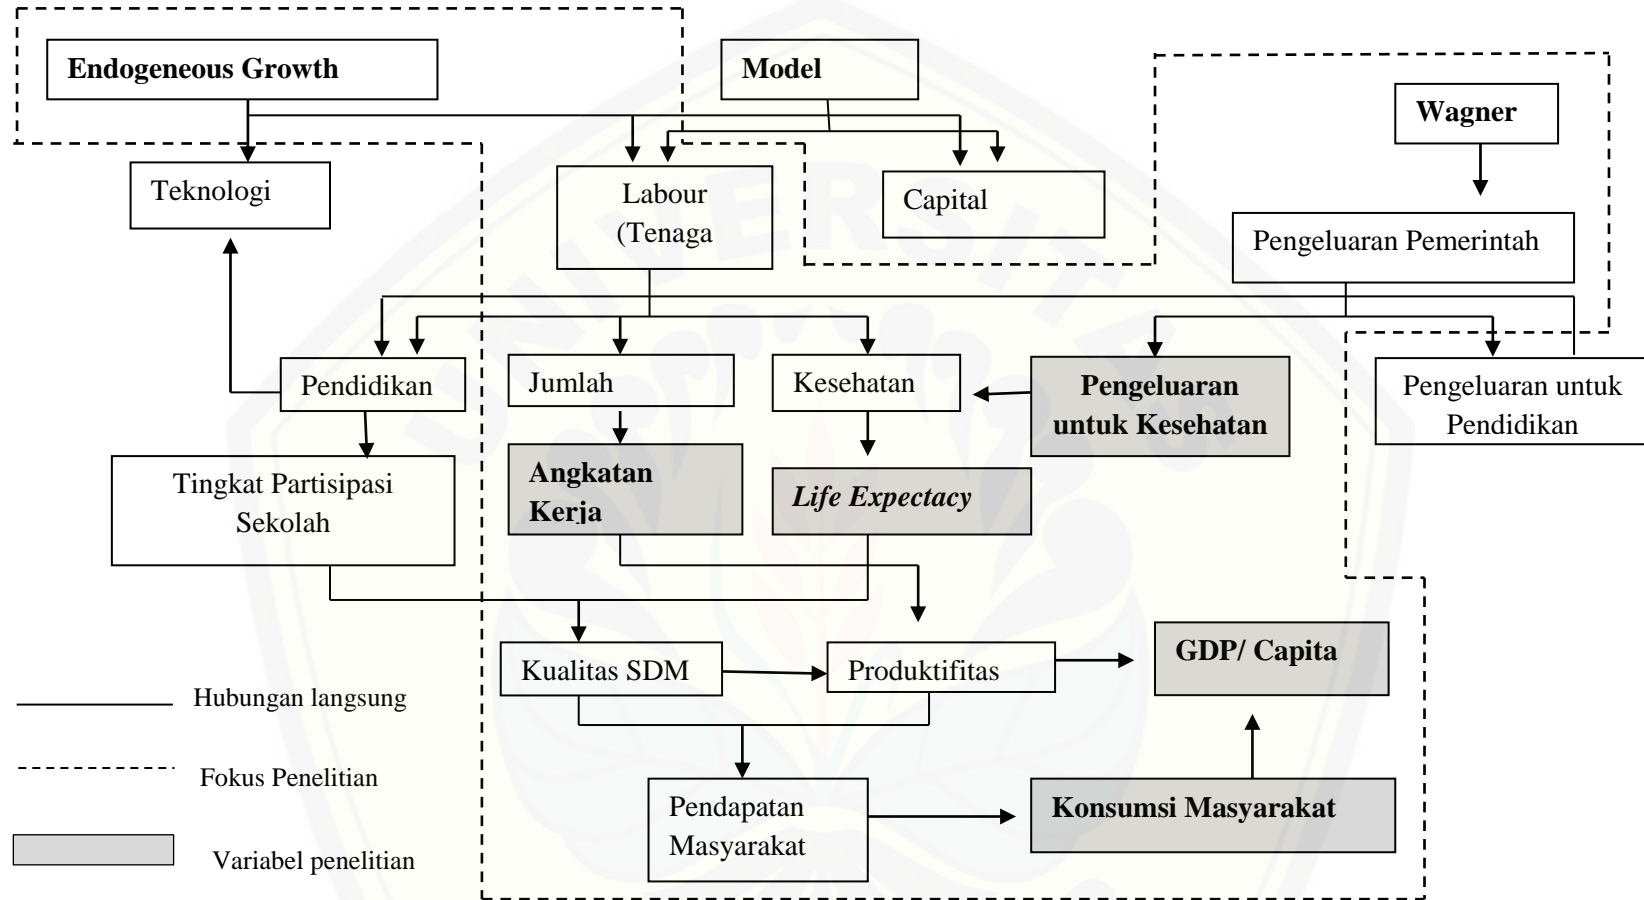 Endogeneous Growth
Model
Wagner
Teknologi
Labour
(Tenaga
Capital
Pengeluaran Pemerintah
Pendidikan
Jumlah
Kesehatan
Pengeluaran
untuk Kesehatan
Pengeluaran untuk
Pendidikan
Tingkat Partisipasi
Sekolah
Angkatan
Kerja
Life Expectacy
Kualitas SDM
Produktifitas
GDP/ Capita
Hubungan langsung
Fokus Penelitian
Pendapatan
Masyarakat
Konsumsi Masyarakat
Variabel penelitian
UNIVERSITAS